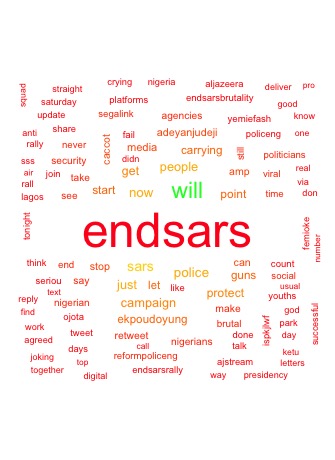 crying nigeria aljazeera
squad straight deliver pro
saturday platforms endsarsbrutality good
update segalink agencies yemiefash know
anti share fail adeyanjudeji policeng one
rally never caccot media carrying still politicians
sss security didn get people real
air join take amp viral via
rall start now will point time don
lagos see
tonight endsars femioke number
think end stop sars police can count
seriou say guns social
text just let like usual
reply nigerian campaign protect youths
find ojota make god successful
work ekpoudoyung brutal park
agreed tweet retweet nigerians done ispkjlwf day
days call talk
joking reformpoliceng ketu
top ajstream letters
together endsarsrally
digital way presidency